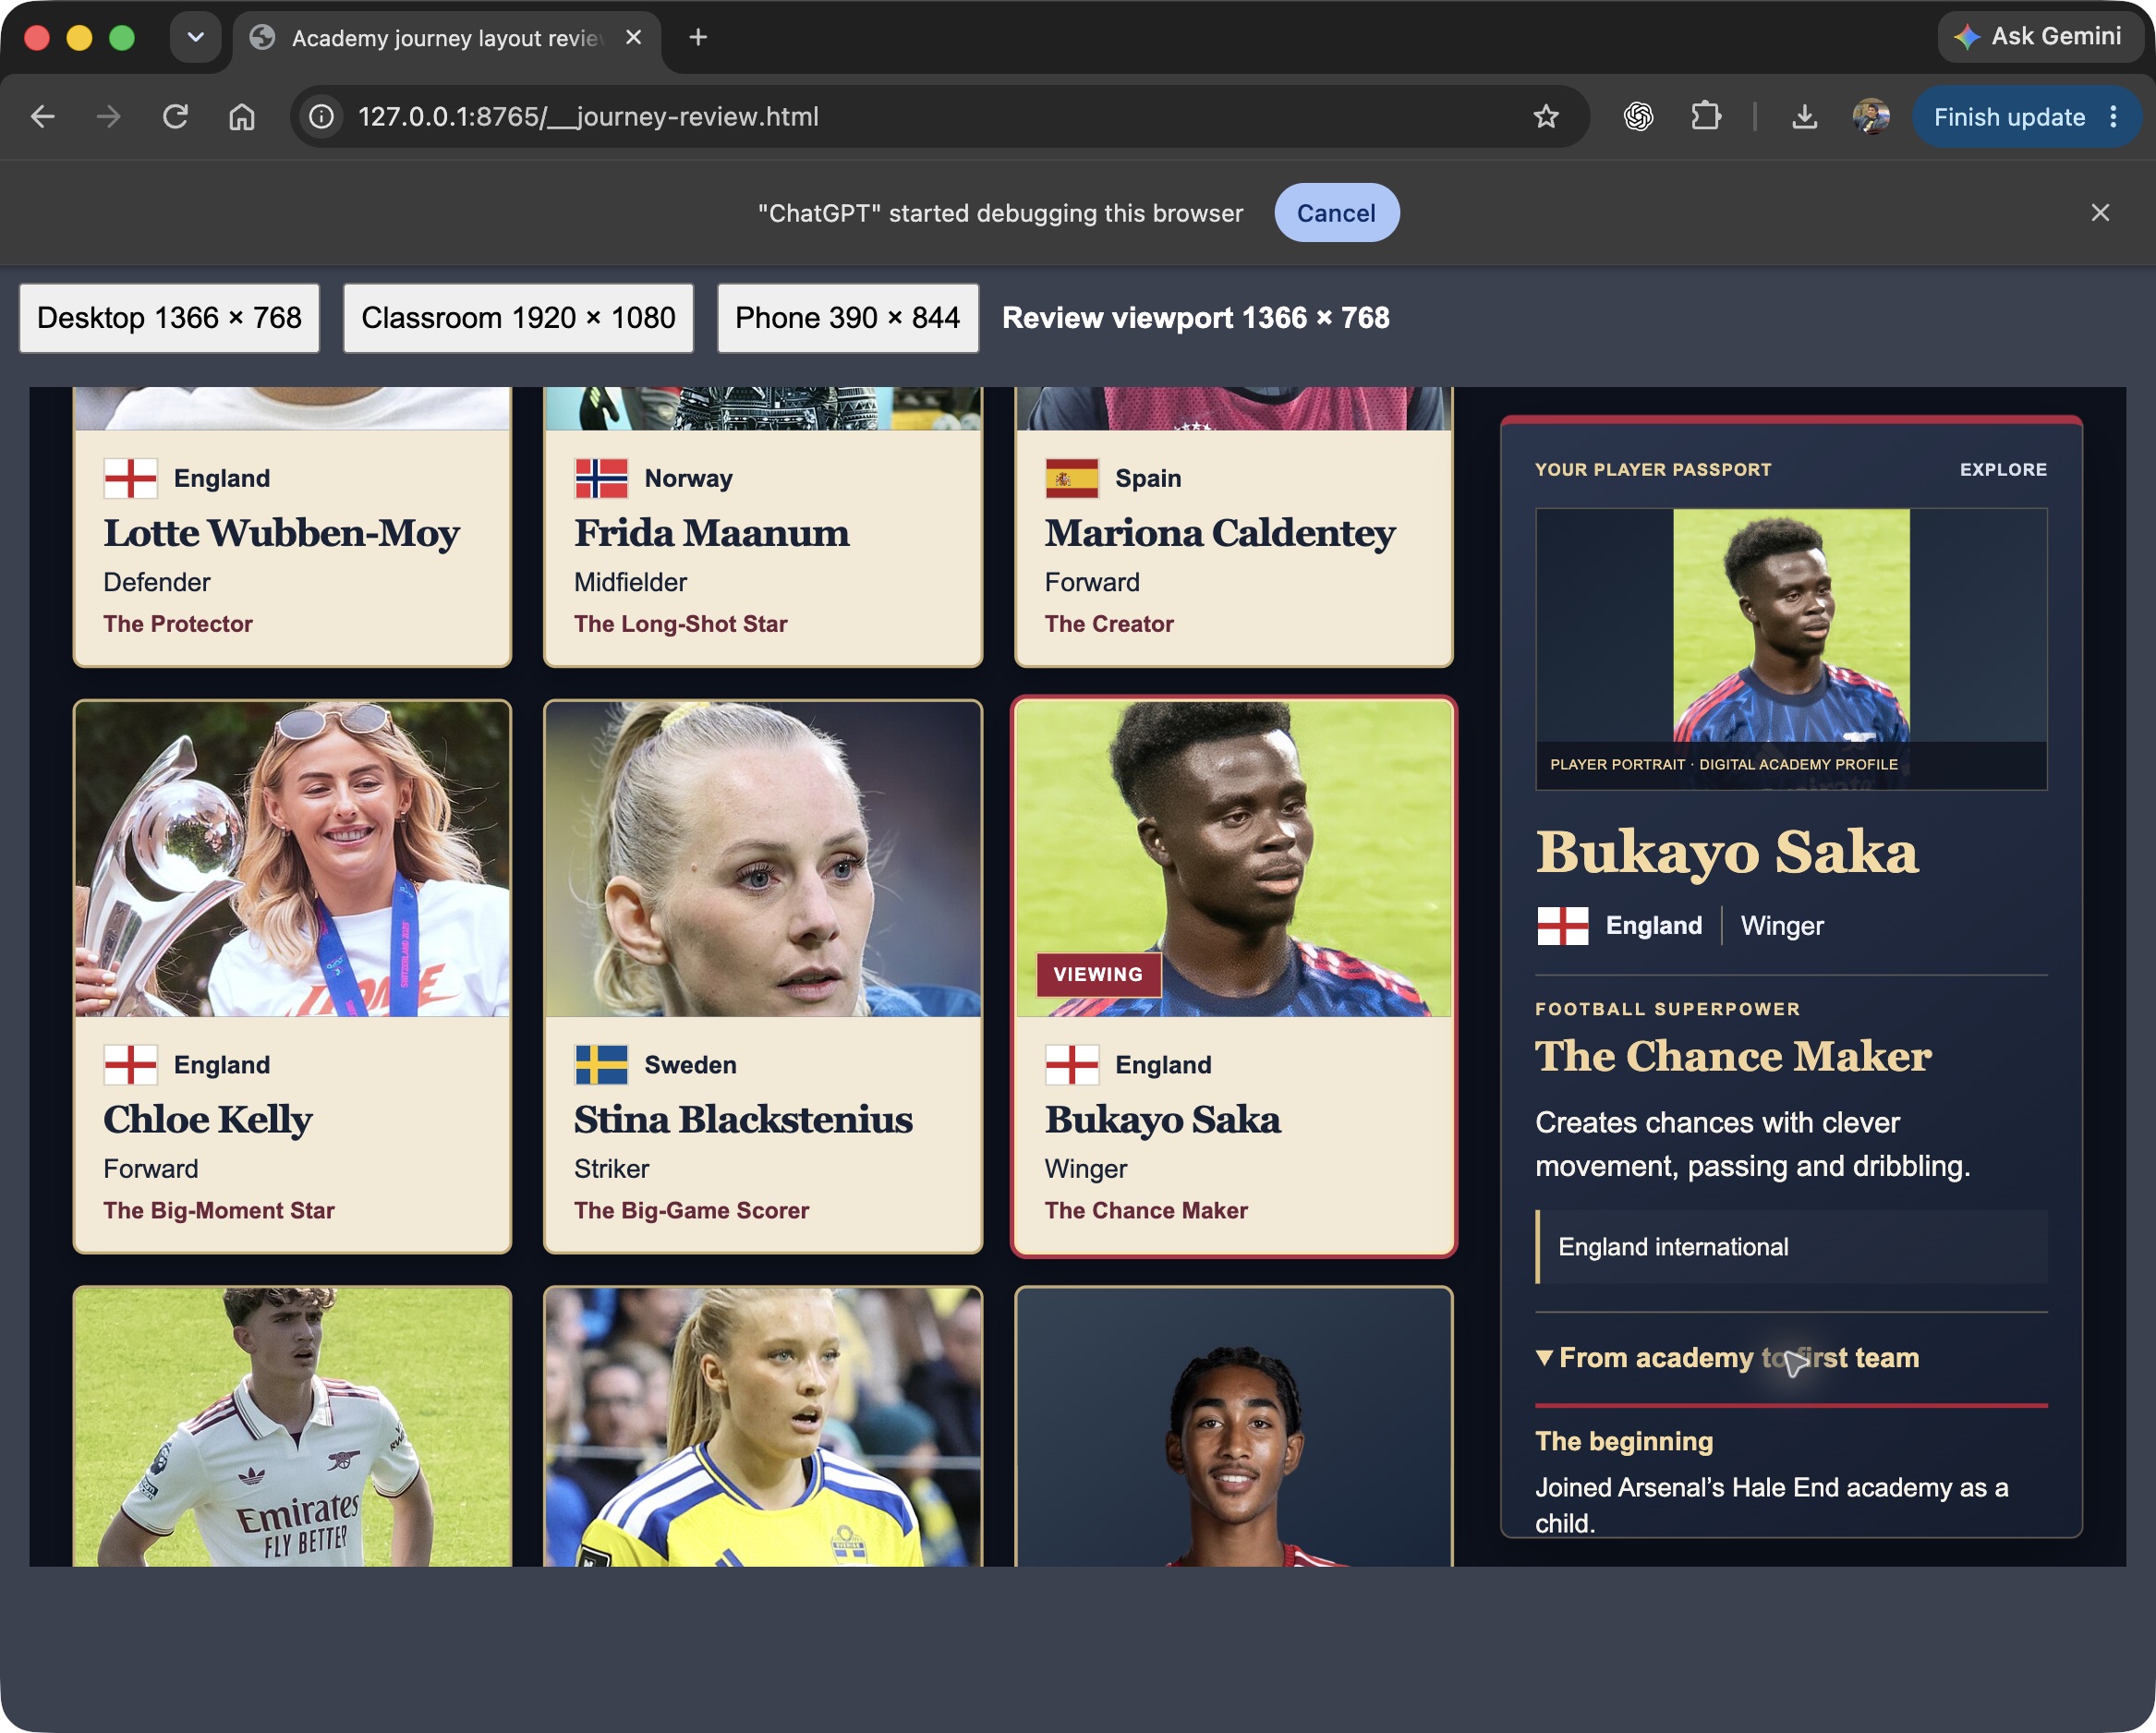 Academy journey layout revie
Ask Gemini
127.0.0.1:8765/__journey-review.html
Finish update
"ChatGPT" started debugging this browser
Cancel
Desktop 1366 × 768
Classroom 1920 × 1080
Phone 390 × 844
Review viewport 1366 × 768
England
Lotte Wubben-Moy
Defender
The Protector
Norway
Frida Maanum
Midfielder
The Long-Shot Star
Spain
Mariona Caldentey
Forward
The Creator
England
Chloe Kelly
Forward
The Big-Moment Star
Sweden
Stina Blackstenius
Striker
The Big-Game Scorer
VIEWING
England
Bukayo Saka
Winger
The Chance Maker
Emirates
FLY BETTER
YOUR PLAYER PASSPORT
EXPLORE
PLAYER PORTRAIT · DIGITAL ACADEMY PROFILE
Bukayo Saka
England
Winger
FOOTBALL SUPERPOWER
The Chance Maker
Creates chances with clever
movement, passing and dribbling.
England international
▼ From academy to first team
The beginning
Joined Arsenal’s Hale End academy as a
child.